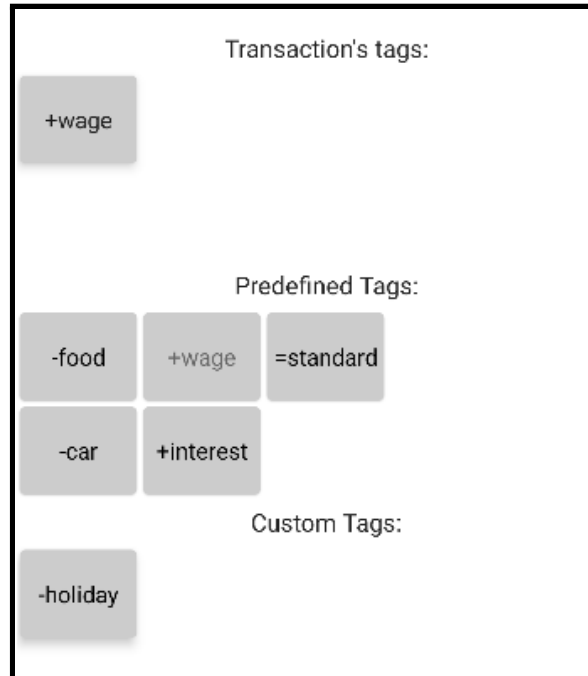 Transaction's tags:
+wage
Predefined Tags:
-food +wage =standard
-car +interest
Custom Tags:
-holiday